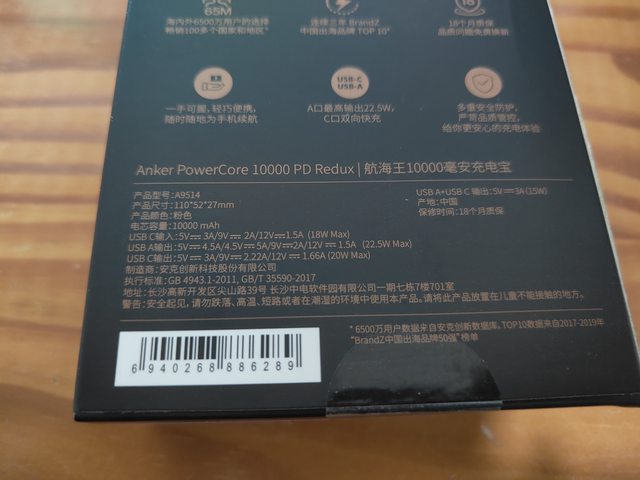 65M
海内外6500万用户的选择
畅销100多个国家和地区*
连续三年 BrandZ
中国出海品牌 TOP 10*
18
18个月质保
品质问题免费换新
一手可握，轻巧便携，
随时随地为手机续航
USB-C
USB-A
A口最高输出22.5W，
C口双向快充
多重安全防护，
严苛品质管控，
给你更安心的充电体验
Anker PowerCore 10000 PD Redux | 航海王10000毫安充电宝
产品型号:A9514
产品尺寸:110*52*27mm
产品颜色:粉色
电芯容量:10000 mAh
USB C输入:5V⎓3A/9V⎓2A/12V⎓1.5A (18W Max)
USB A输出:5V⎓4.5A/4.5V⎓5A/9V⎓2A/12V⎓1.5A (22.5W Max)
USB C输出:5V⎓3A/9V⎓2.22A/12V⎓1.66A (20W Max)
制造商:安克创新科技股份有限公司
执行标准:GB 4943.1-2011, GB/T 35590-2017
地址:长沙高新开发区尖山路39号 长沙中电软件园有限公司一期七栋7楼701室
警告:安全起见，请勿跌落、高温、短路或者在潮湿的环境中使用本产品。请将此产品放置在儿童不能接触的地方。
USB A+USB C 输出:5V⎓3A(15W)
产地:中国
保修时间:18个月质保
* 6500万用户数据来自安克创新数据库，TOP10数据来自2017-2019年
"BrandZ中国出海品牌50强"榜单
6 940268 886289